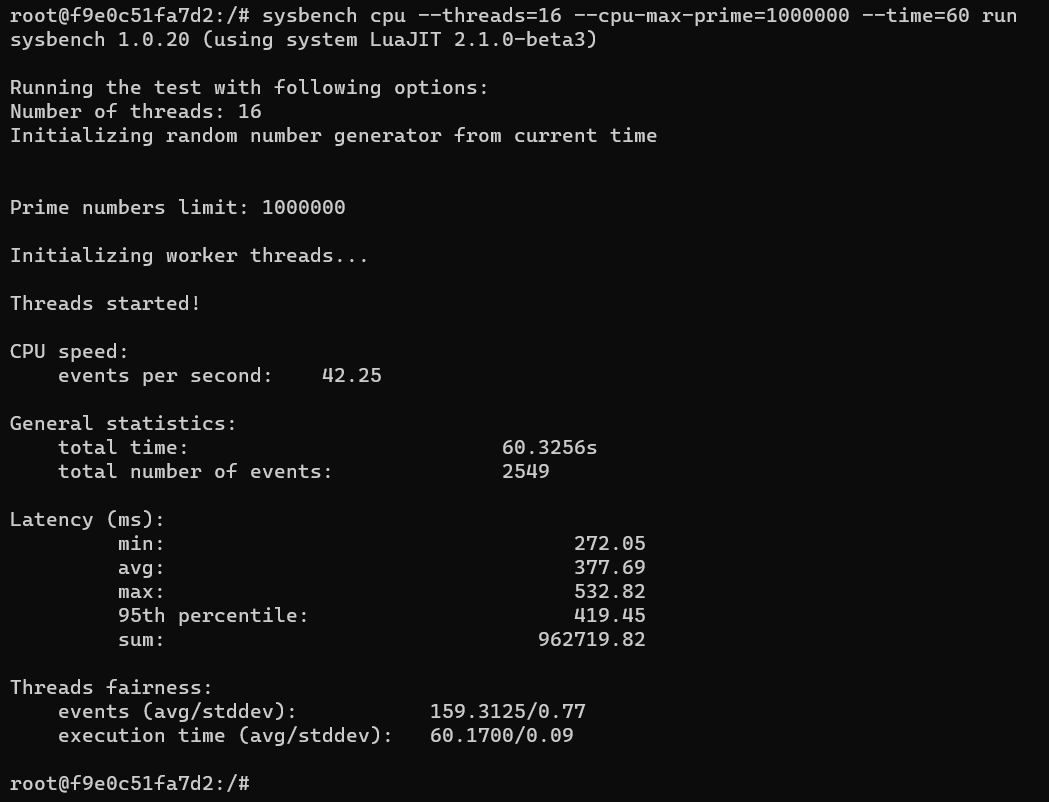 root@f9e0c51fa7d2:/# sysbench cpu --threads=16 --cpu-max-prime=1000000 --time=60 run
sysbench 1.0.20 (using system LuaJIT 2.1.0-beta3)
Running the test with following options:
Number of threads: 16
Initializing random number generator from current time
Prime numbers limit: 1000000
Initializing worker threads...
Threads started!
CPU speed:
    events per second:    42.25
General statistics:
    total time:                          60.3256s
    total number of events:              2549
Latency (ms):
         min:                                  272.05
         avg:                                  377.69
         max:                                  532.82
         95th percentile:                      419.45
         sum:                               962719.82
Threads fairness:
    events (avg/stddev):           159.3125/0.77
    execution time (avg/stddev):   60.1700/0.09
root@f9e0c51fa7d2:/#